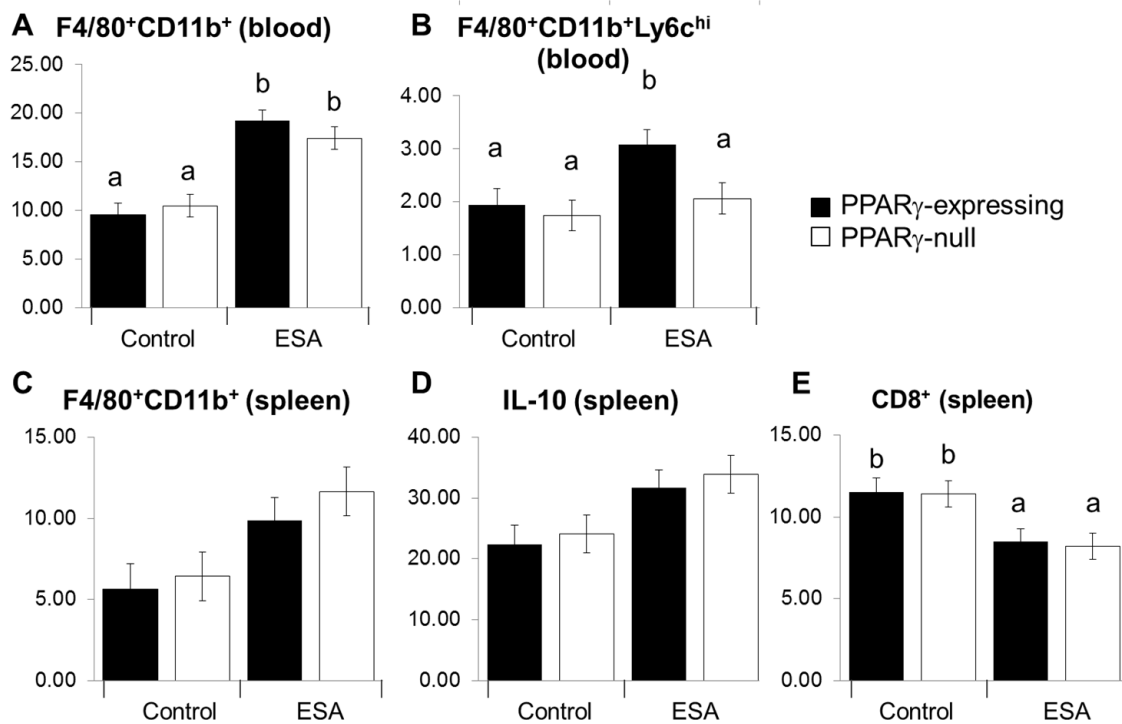 A F4/80⁺CD11b⁺ (blood)
25.00
20.00
15.00
10.00
5.00
0.00
a a b b
Control ESA
B F4/80⁺CD11b⁺Ly6cʰⁱ
(blood)
4.00
3.00
2.00
1.00
0.00
a a b a
Control ESA
PPARγ-expressing
PPARγ-null
C F4/80⁺CD11b⁺ (spleen)
15.00
10.00
5.00
0.00
Control ESA
D IL-10 (spleen)
40.00
30.00
20.00
10.00
0.00
Control ESA
E CD8⁺ (spleen)
15.00
10.00
5.00
0.00
b b a a
Control ESA